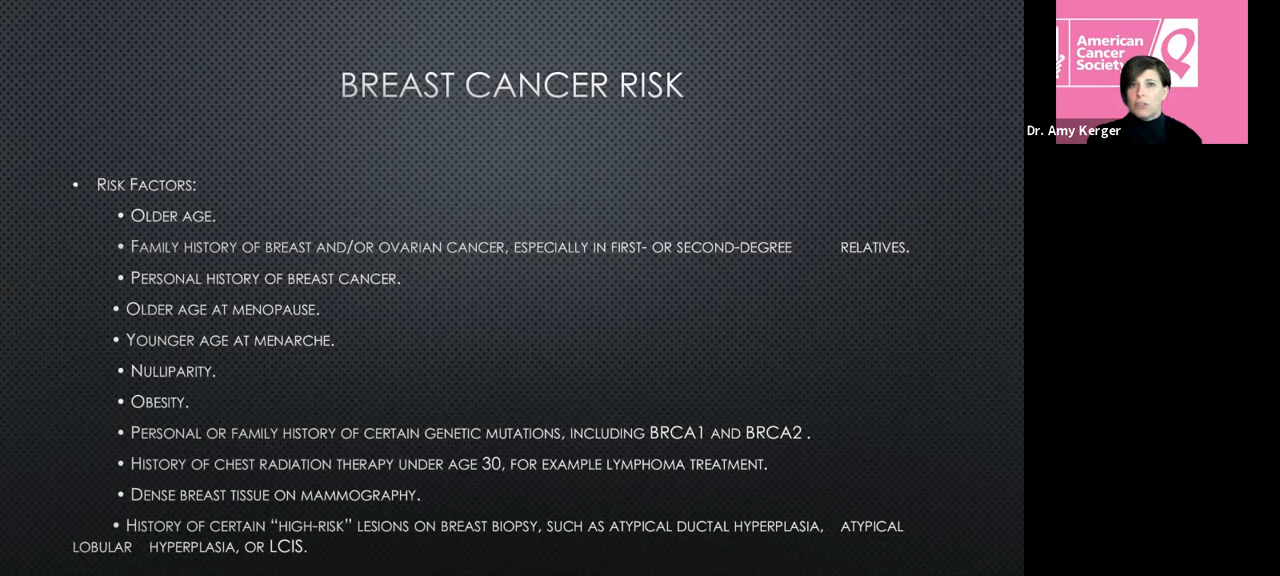 BREAST CANCER RISK
• RISK FACTORS:
• OLDER AGE.
• FAMILY HISTORY OF BREAST AND/OR OVARIAN CANCER, ESPECIALLY IN FIRST- OR SECOND-DEGREE RELATIVES.
• PERSONAL HISTORY OF BREAST CANCER.
• OLDER AGE AT MENOPAUSE.
• YOUNGER AGE AT MENARCHE.
• NULLIPARITY.
• OBESITY.
• PERSONAL OR FAMILY HISTORY OF CERTAIN GENETIC MUTATIONS, INCLUDING BRCA1 AND BRCA2 .
• HISTORY OF CHEST RADIATION THERAPY UNDER AGE 30, FOR EXAMPLE LYMPHOMA TREATMENT.
• DENSE BREAST TISSUE ON MAMMOGRAPHY.
• HISTORY OF CERTAIN “HIGH-RISK” LESIONS ON BREAST BIOPSY, SUCH AS ATYPICAL DUCTAL HYPERPLASIA, ATYPICAL
LOBULAR HYPERPLASIA, OR LCIS.
American
Cancer
Society
Dr. Amy Kerger